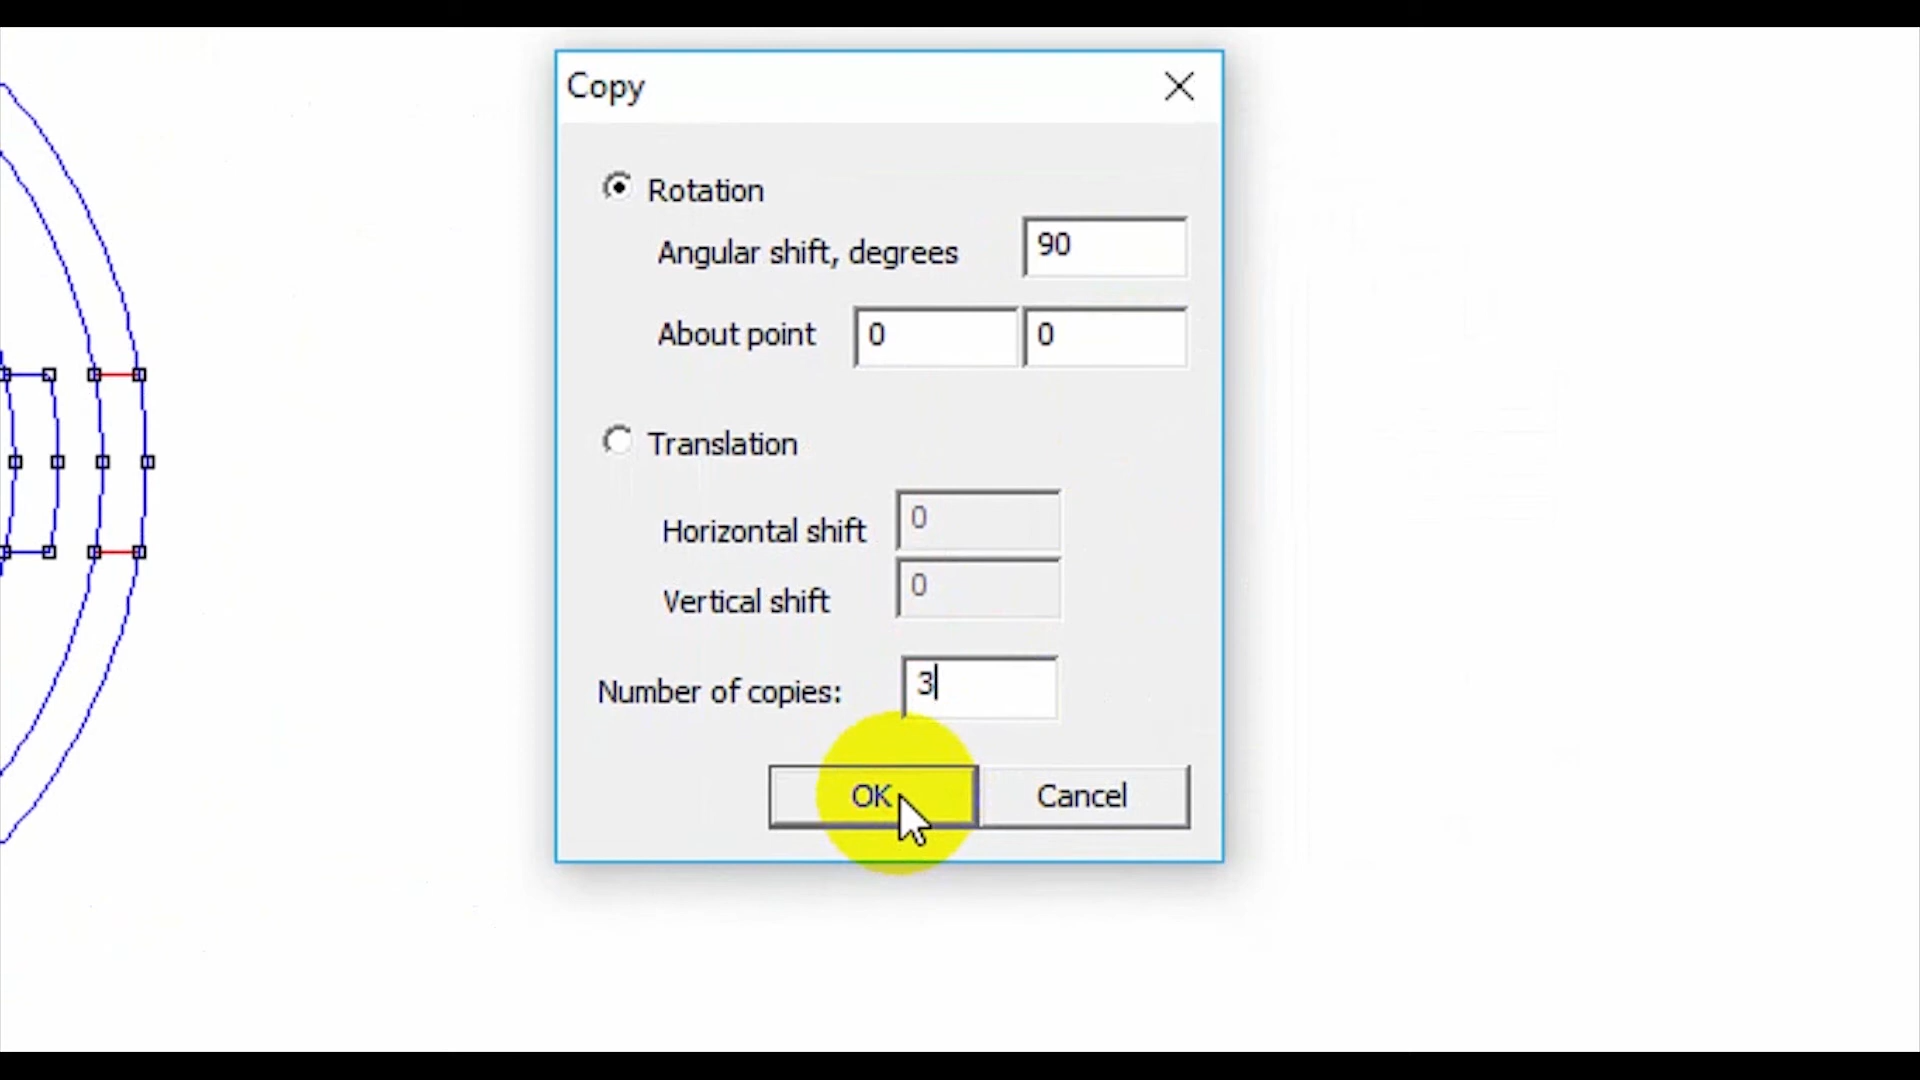 Copy
Rotation
Angular shift, degrees 90
About point 0 0
Translation
Horizontal shift 0
Vertical shift 0
Number of copies: 3
OK Cancel